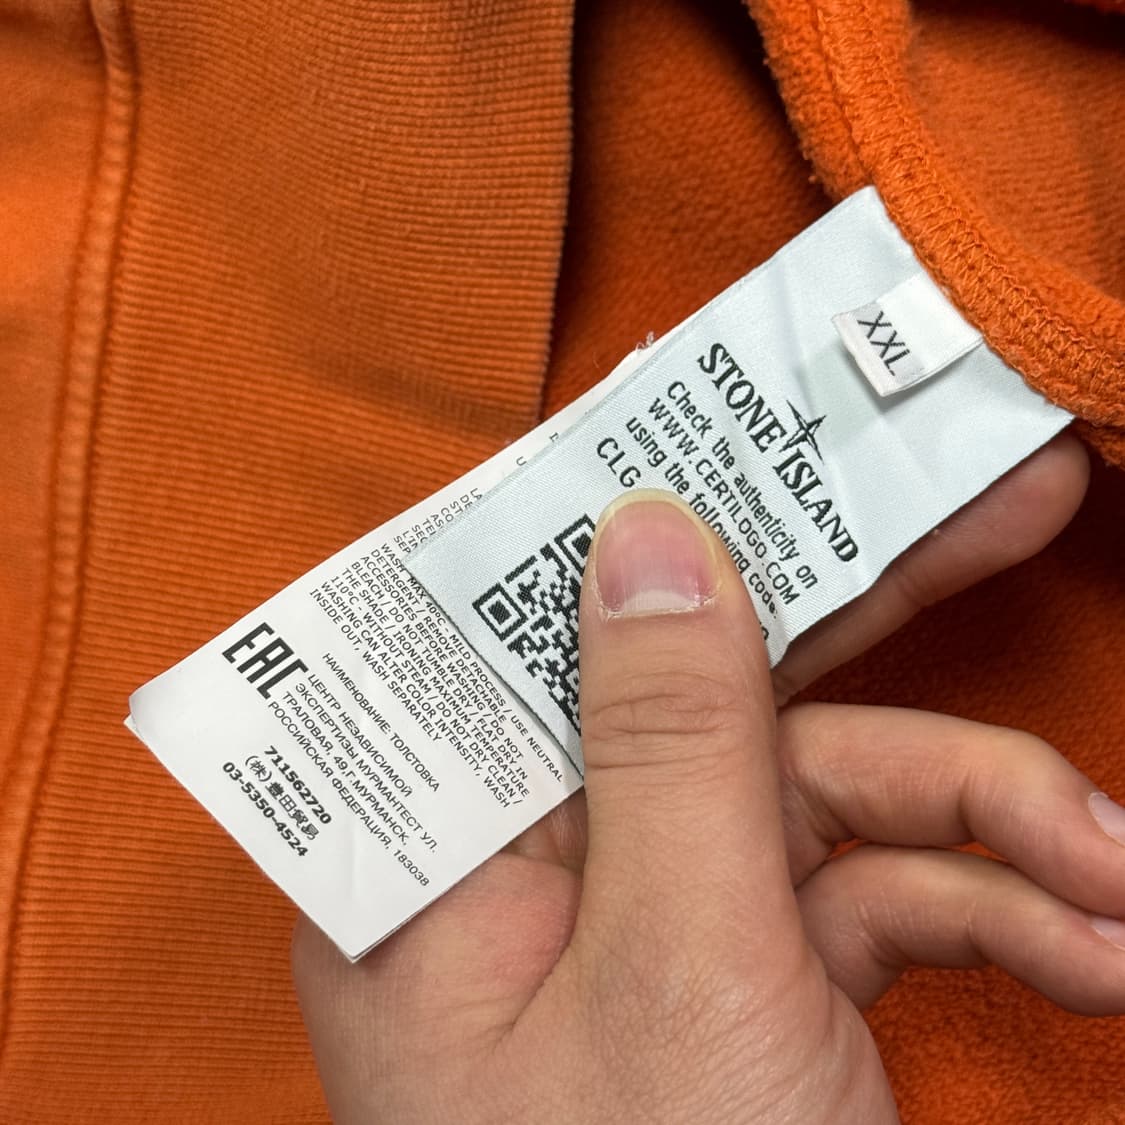 XXL
STONE ISLAND
Check the authenticity on
WWW.CERTILOGO.COM
using the following code:
CLG
WASH MAX 40°C - MILD PROCESS / USE NEUTRAL
DETERGENT / REMOVE DETACHABLE
ACCESSORIES BEFORE WASHING / DO NOT
BLEACH / DO NOT TUMBLE DRY / FLAT DRY IN
THE SHADE / IRONING MAXIMUM TEMPERATURE
110°C - WITHOUT STEAM / DO NOT DRY CLEAN /
WASHING CAN ALTER COLOR INTENSITY, WASH
INSIDE OUT, WASH SEPARATELY.
EAC
НАИМЕНОВАНИЕ: ТОЛСТОВКА
ЦЕНТР НЕЗАВИСИМОЙ
ЭКСПЕРТИЗЫ МУРМАНТЕСТ УЛ.
ТРАЛОВАЯ, 49,Г.МУРМАНСК,
РОССИЙСКАЯ ФЕДЕРАЦИЯ, 183038
711562720
(株)豊田貿易
03-5350-4524